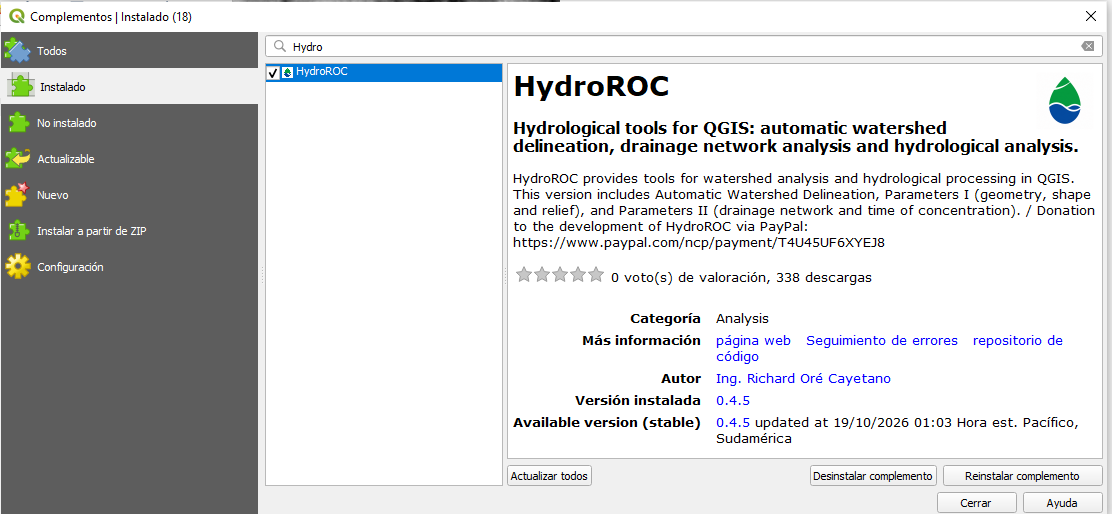 Complementos | Instalado (18)
Todos
Instalado
No instalado
Actualizable
Nuevo
Instalar a partir de ZIP
Configuración
Hydro
HydroROC
HydroROC
Hydrological tools for QGIS: automatic watershed
delineation, drainage network analysis and hydrological analysis.
HydroROC provides tools for watershed analysis and hydrological processing in QGIS.
This version includes Automatic Watershed Delineation, Parameters I (geometry, shape
and relief), and Parameters II (drainage network and time of concentration). / Donation
to the development of HydroROC via PayPal:
https://www.paypal.com/ncp/payment/T4U45UF6XYEJ8
0 voto(s) de valoración, 338 descargas
Categoría Analysis
Más información página web Seguimiento de errores repositorio de
código
Autor Ing. Richard Oré Cayetano
Versión instalada 0.4.5
Available version (stable) 0.4.5 updated at 19/10/2026 01:03 Hora est. Pacífico,
Sudamérica
Actualizar todos Desinstalar complemento Reinstalar complemento
Cerrar Ayuda